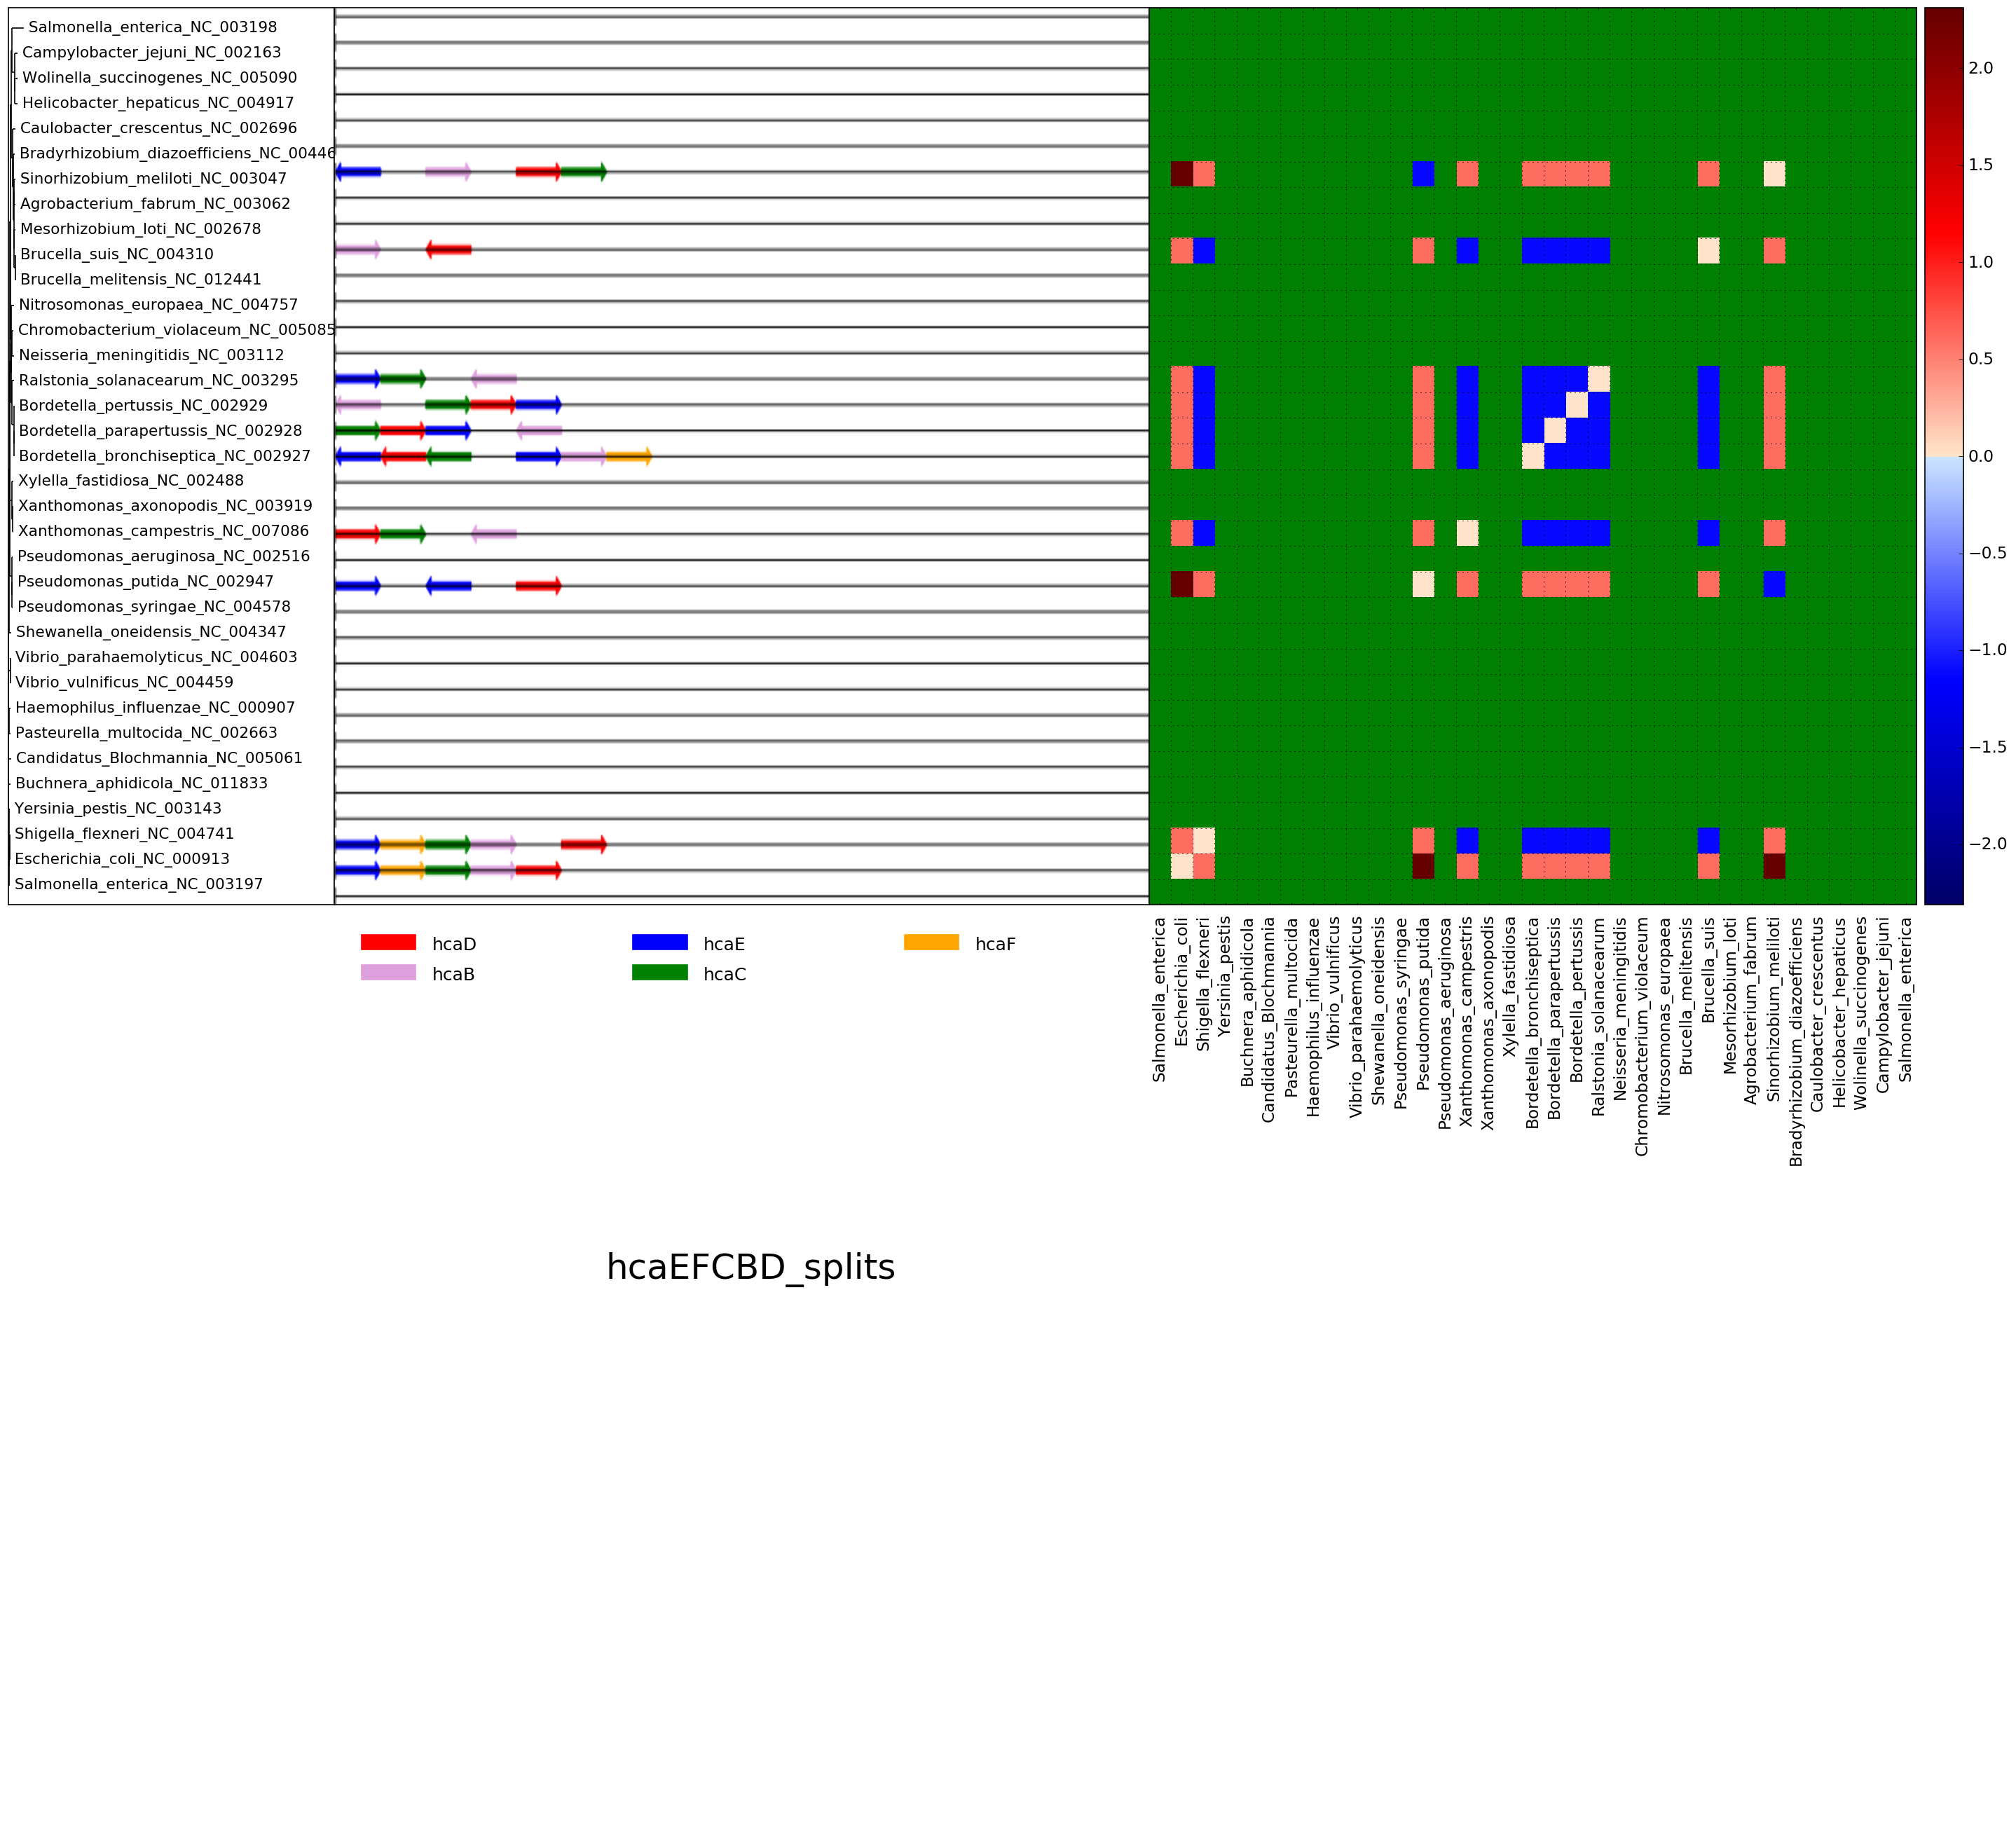 Salmonella_enterica_NC_003198
Campylobacter_jejuni_NC_002163
Wolinella_succinogenes_NC_005090
Helicobacter_hepaticus_NC_004917
Caulobacter_crescentus_NC_002696
Bradyrhizobium_diazoefficiens_NC_00446
Sinorhizobium_meliloti_NC_003047
Agrobacterium_fabrum_NC_003062
Mesorhizobium_loti_NC_002678
Brucella_suis_NC_004310
Brucella_melitensis_NC_012441
Nitrosomonas_europaea_NC_004757
Chromobacterium_violaceum_NC_005085
Neisseria_meningitidis_NC_003112
Ralstonia_solanacearum_NC_003295
Bordetella_pertussis_NC_002929
Bordetella_parapertussis_NC_002928
Bordetella_bronchiseptica_NC_002927
Xylella_fastidiosa_NC_002488
Xanthomonas_axonopodis_NC_003919
Xanthomonas_campestris_NC_007086
Pseudomonas_aeruginosa_NC_002516
Pseudomonas_putida_NC_002947
Pseudomonas_syringae_NC_004578
Shewanella_oneidensis_NC_004347
Vibrio_parahaemolyticus_NC_004603
Vibrio_vulnificus_NC_004459
Haemophilus_influenzae_NC_000907
Pasteurella_multocida_NC_002663
Candidatus_Blochmannia_NC_005061
Buchnera_aphidicola_NC_011833
Yersinia_pestis_NC_003143
Shigella_flexneri_NC_004741
Escherichia_coli_NC_000913
Salmonella_enterica_NC_003197
2.0
1.5
1.0
0.5
0.0
−0.5
−1.0
−1.5
−2.0
hcaD
hcaE
hcaF
hcaB
hcaC
Salmonella_enterica
Escherichia_coli
Shigella_flexneri
Yersinia_pestis
Buchnera_aphidicola
Candidatus_Blochmannia
Pasteurella_multocida
Haemophilus_influenzae
Vibrio_vulnificus
Vibrio_parahaemolyticus
Shewanella_oneidensis
Pseudomonas_syringae
Pseudomonas_putida
Pseudomonas_aeruginosa
Xanthomonas_campestris
Xanthomonas_axonopodis
Xylella_fastidiosa
Bordetella_bronchiseptica
Bordetella_parapertussis
Bordetella_pertussis
Ralstonia_solanacearum
Neisseria_meningitidis
Chromobacterium_violaceum
Nitrosomonas_europaea
Brucella_melitensis
Brucella_suis
Mesorhizobium_loti
Agrobacterium_fabrum
Sinorhizobium_meliloti
Bradyrhizobium_diazoefficiens
Caulobacter_crescentus
Helicobacter_hepaticus
Wolinella_succinogenes
Campylobacter_jejuni
Salmonella_enterica
hcaEFCBD_splits